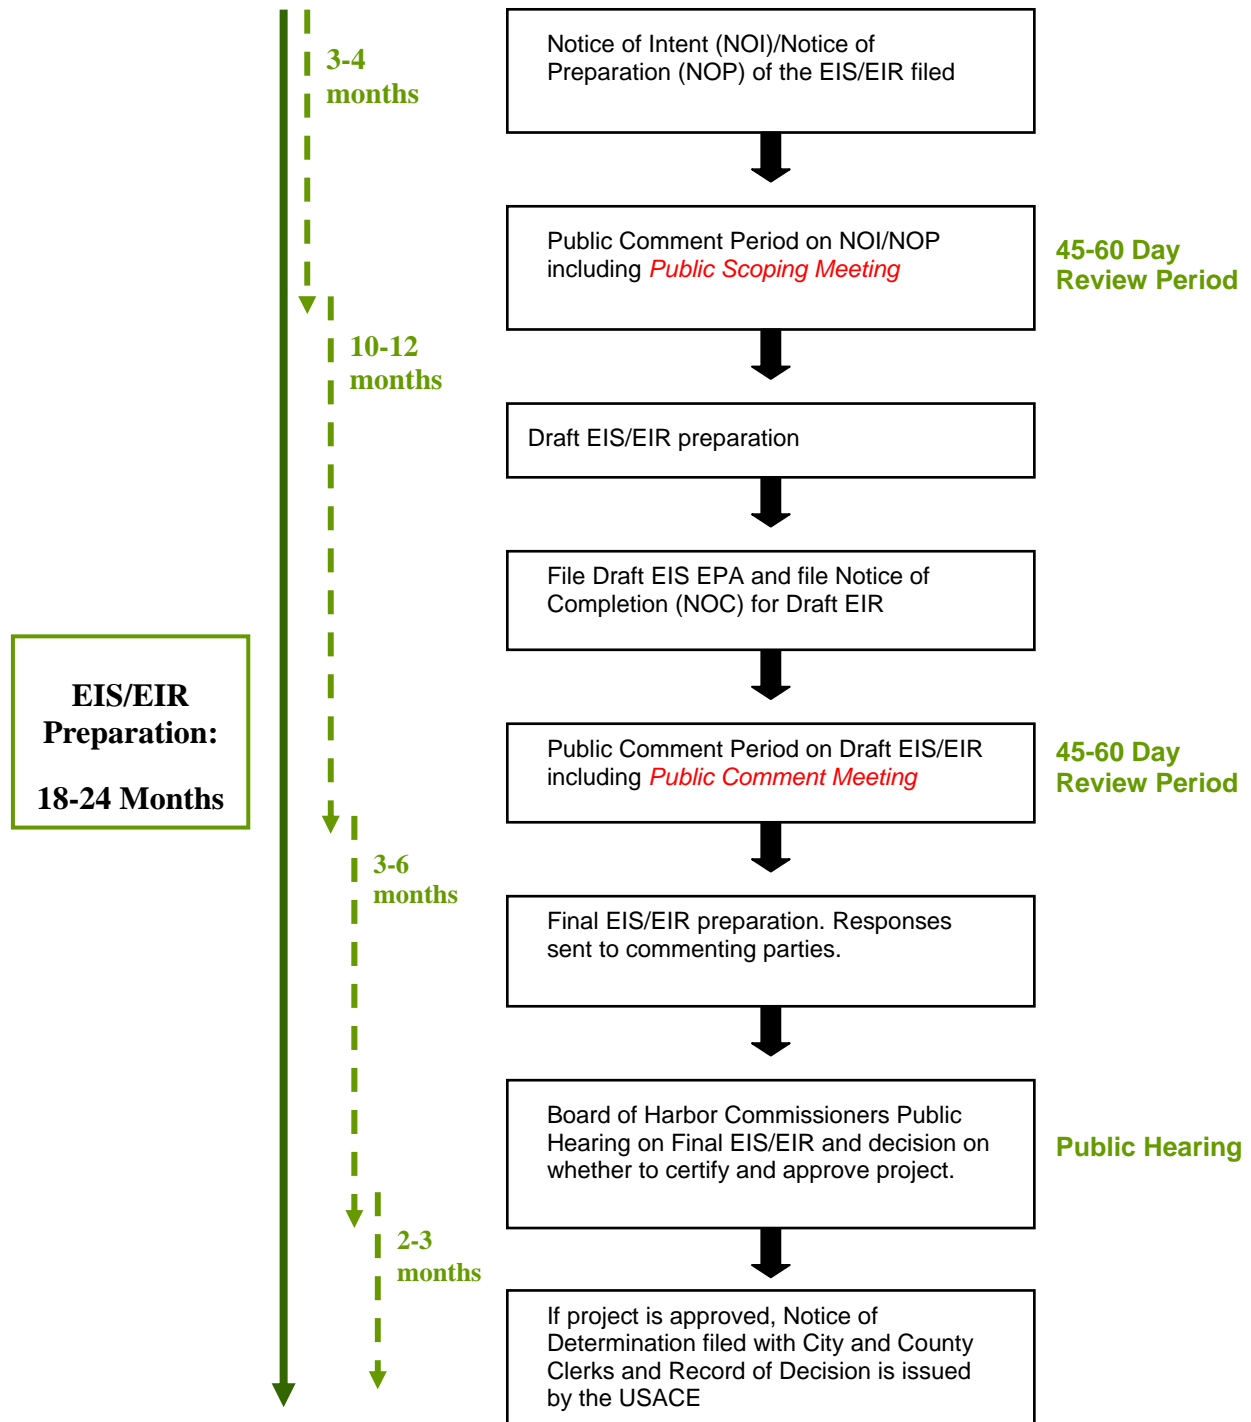 3-4
months
Notice of Intent (NOI)/Notice of
Preparation (NOP) of the EIS/EIR filed
Public Comment Period on NOI/NOP
including Public Scoping Meeting
45-60 Day
Review Period
10-12
months
Draft EIS/EIR preparation
File Draft EIS EPA and file Notice of
Completion (NOC) for Draft EIR
EIS/EIR
Preparation:
18-24 Months
Public Comment Period on Draft EIS/EIR
including Public Comment Meeting
45-60 Day
Review Period
3-6
months
Final EIS/EIR preparation. Responses
sent to commenting parties.
Board of Harbor Commissioners Public
Hearing on Final EIS/EIR and decision on
whether to certify and approve project.
Public Hearing
2-3
months
If project is approved, Notice of
Determination filed with City and County
Clerks and Record of Decision is issued
by the USACE